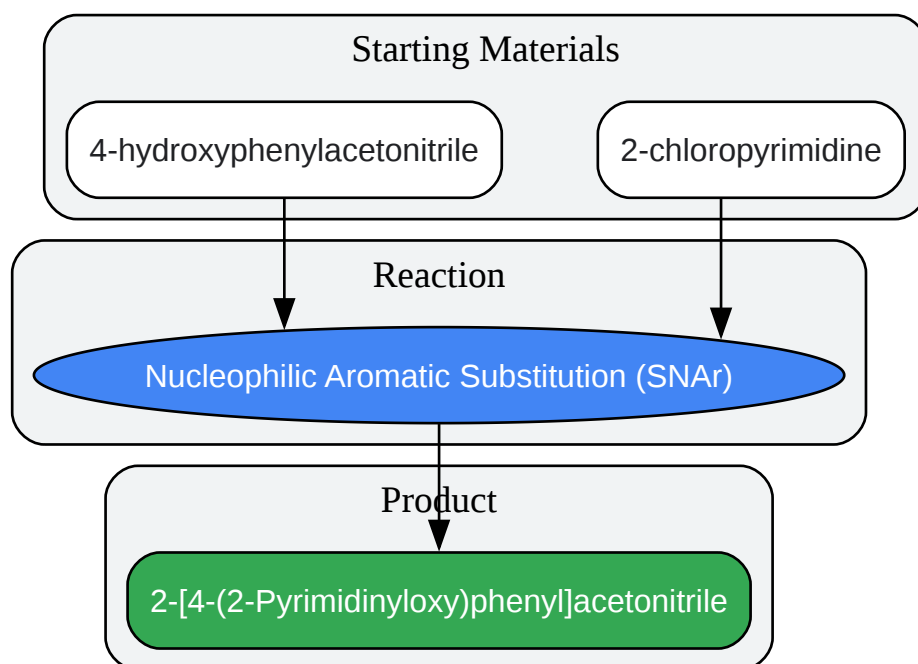 Starting Materials
4-hydroxyphenylacetonitrile
2-chloropyrimidine
Reaction
Nucleophilic Aromatic Substitution (SNAr)
Product
2-[4-(2-Pyrimidinyloxy)phenyl]acetonitrile